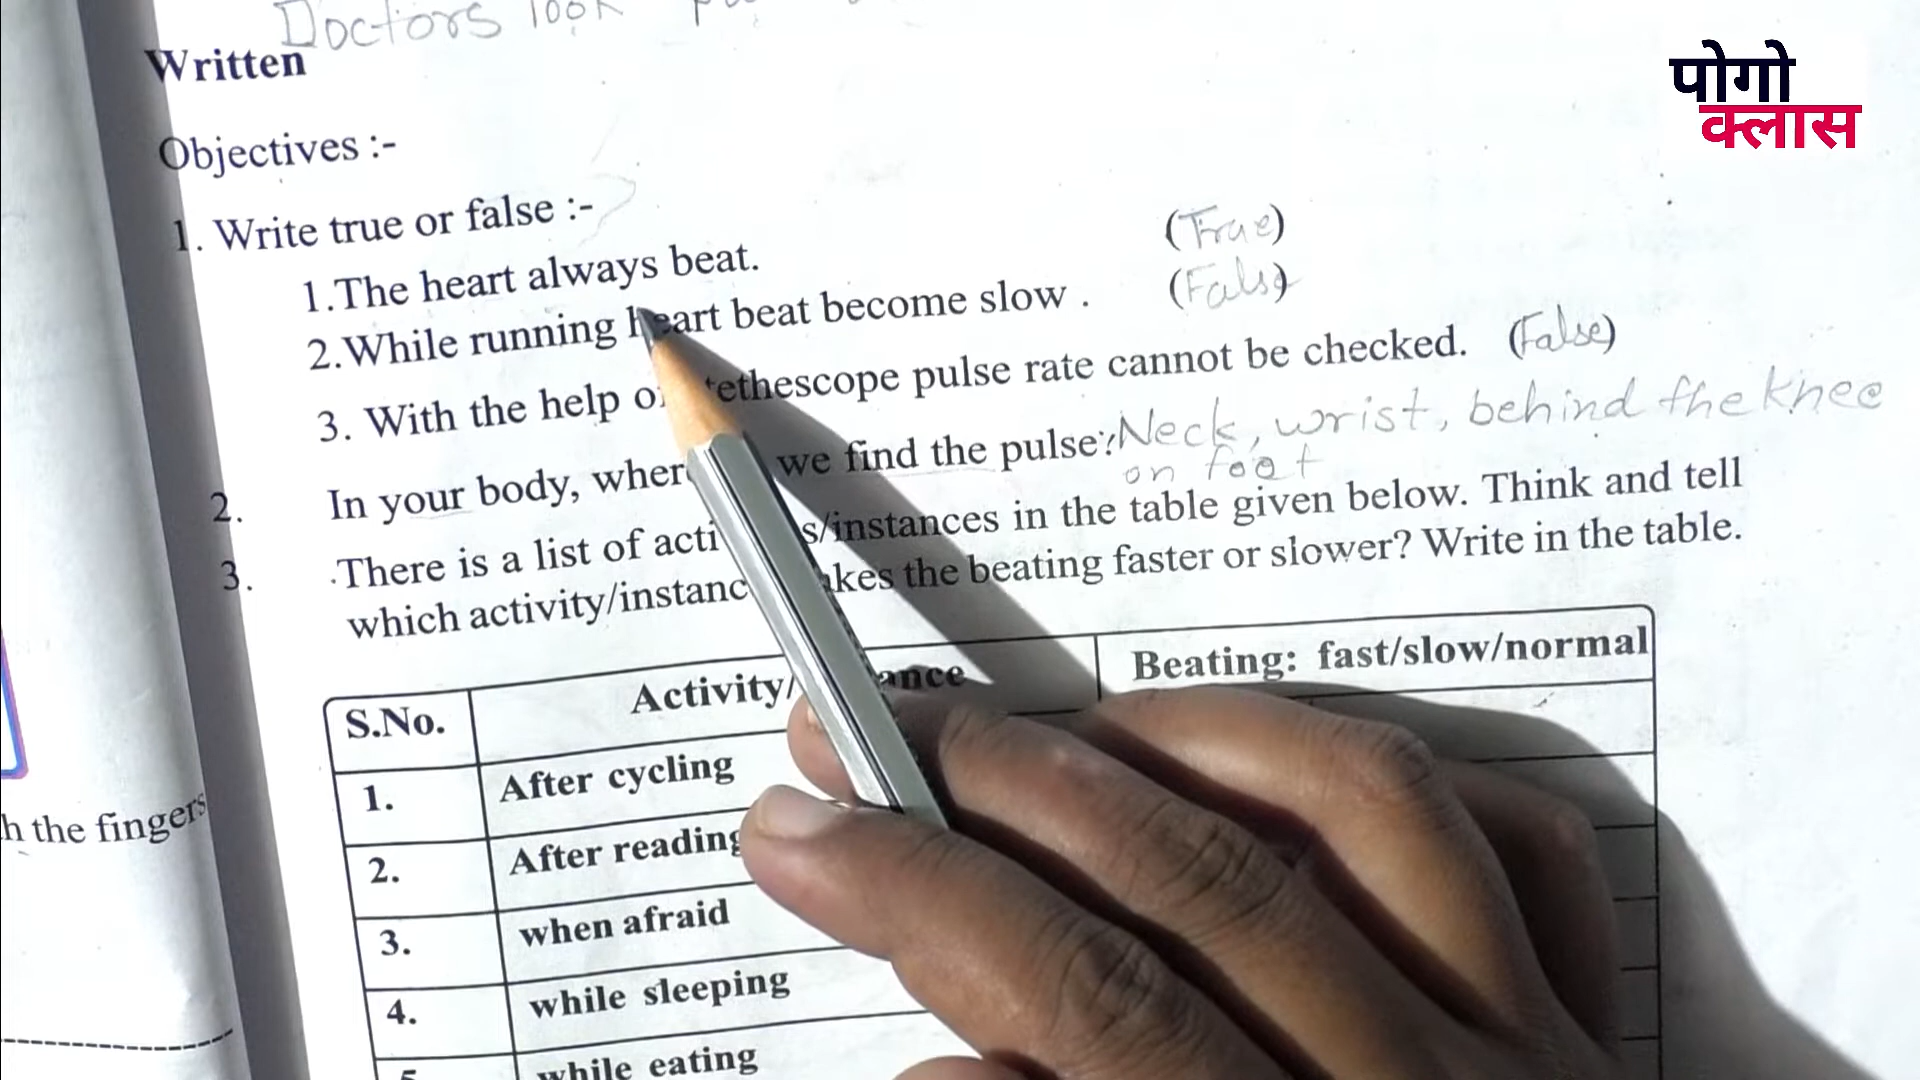 Doctors look
Written
पोगो
क्लास
Objectives :-
1. Write true or false :-
1.The heart always beat. (True)
2.While running heart beat become slow . (False)
3. With the help of stethescope pulse rate cannot be checked. (False)
2. In your body, where we find the pulse? Neck, wrist, behind the knee
on foot
3. There is a list of activities/instances in the table given below. Think and tell
which activity/instance makes the beating faster or slower? Write in the table.
S.No. Activity/instance Beating: fast/slow/normal
1. After cycling
2. After reading
3. when afraid
4. while sleeping
5 while eating
h the fingers